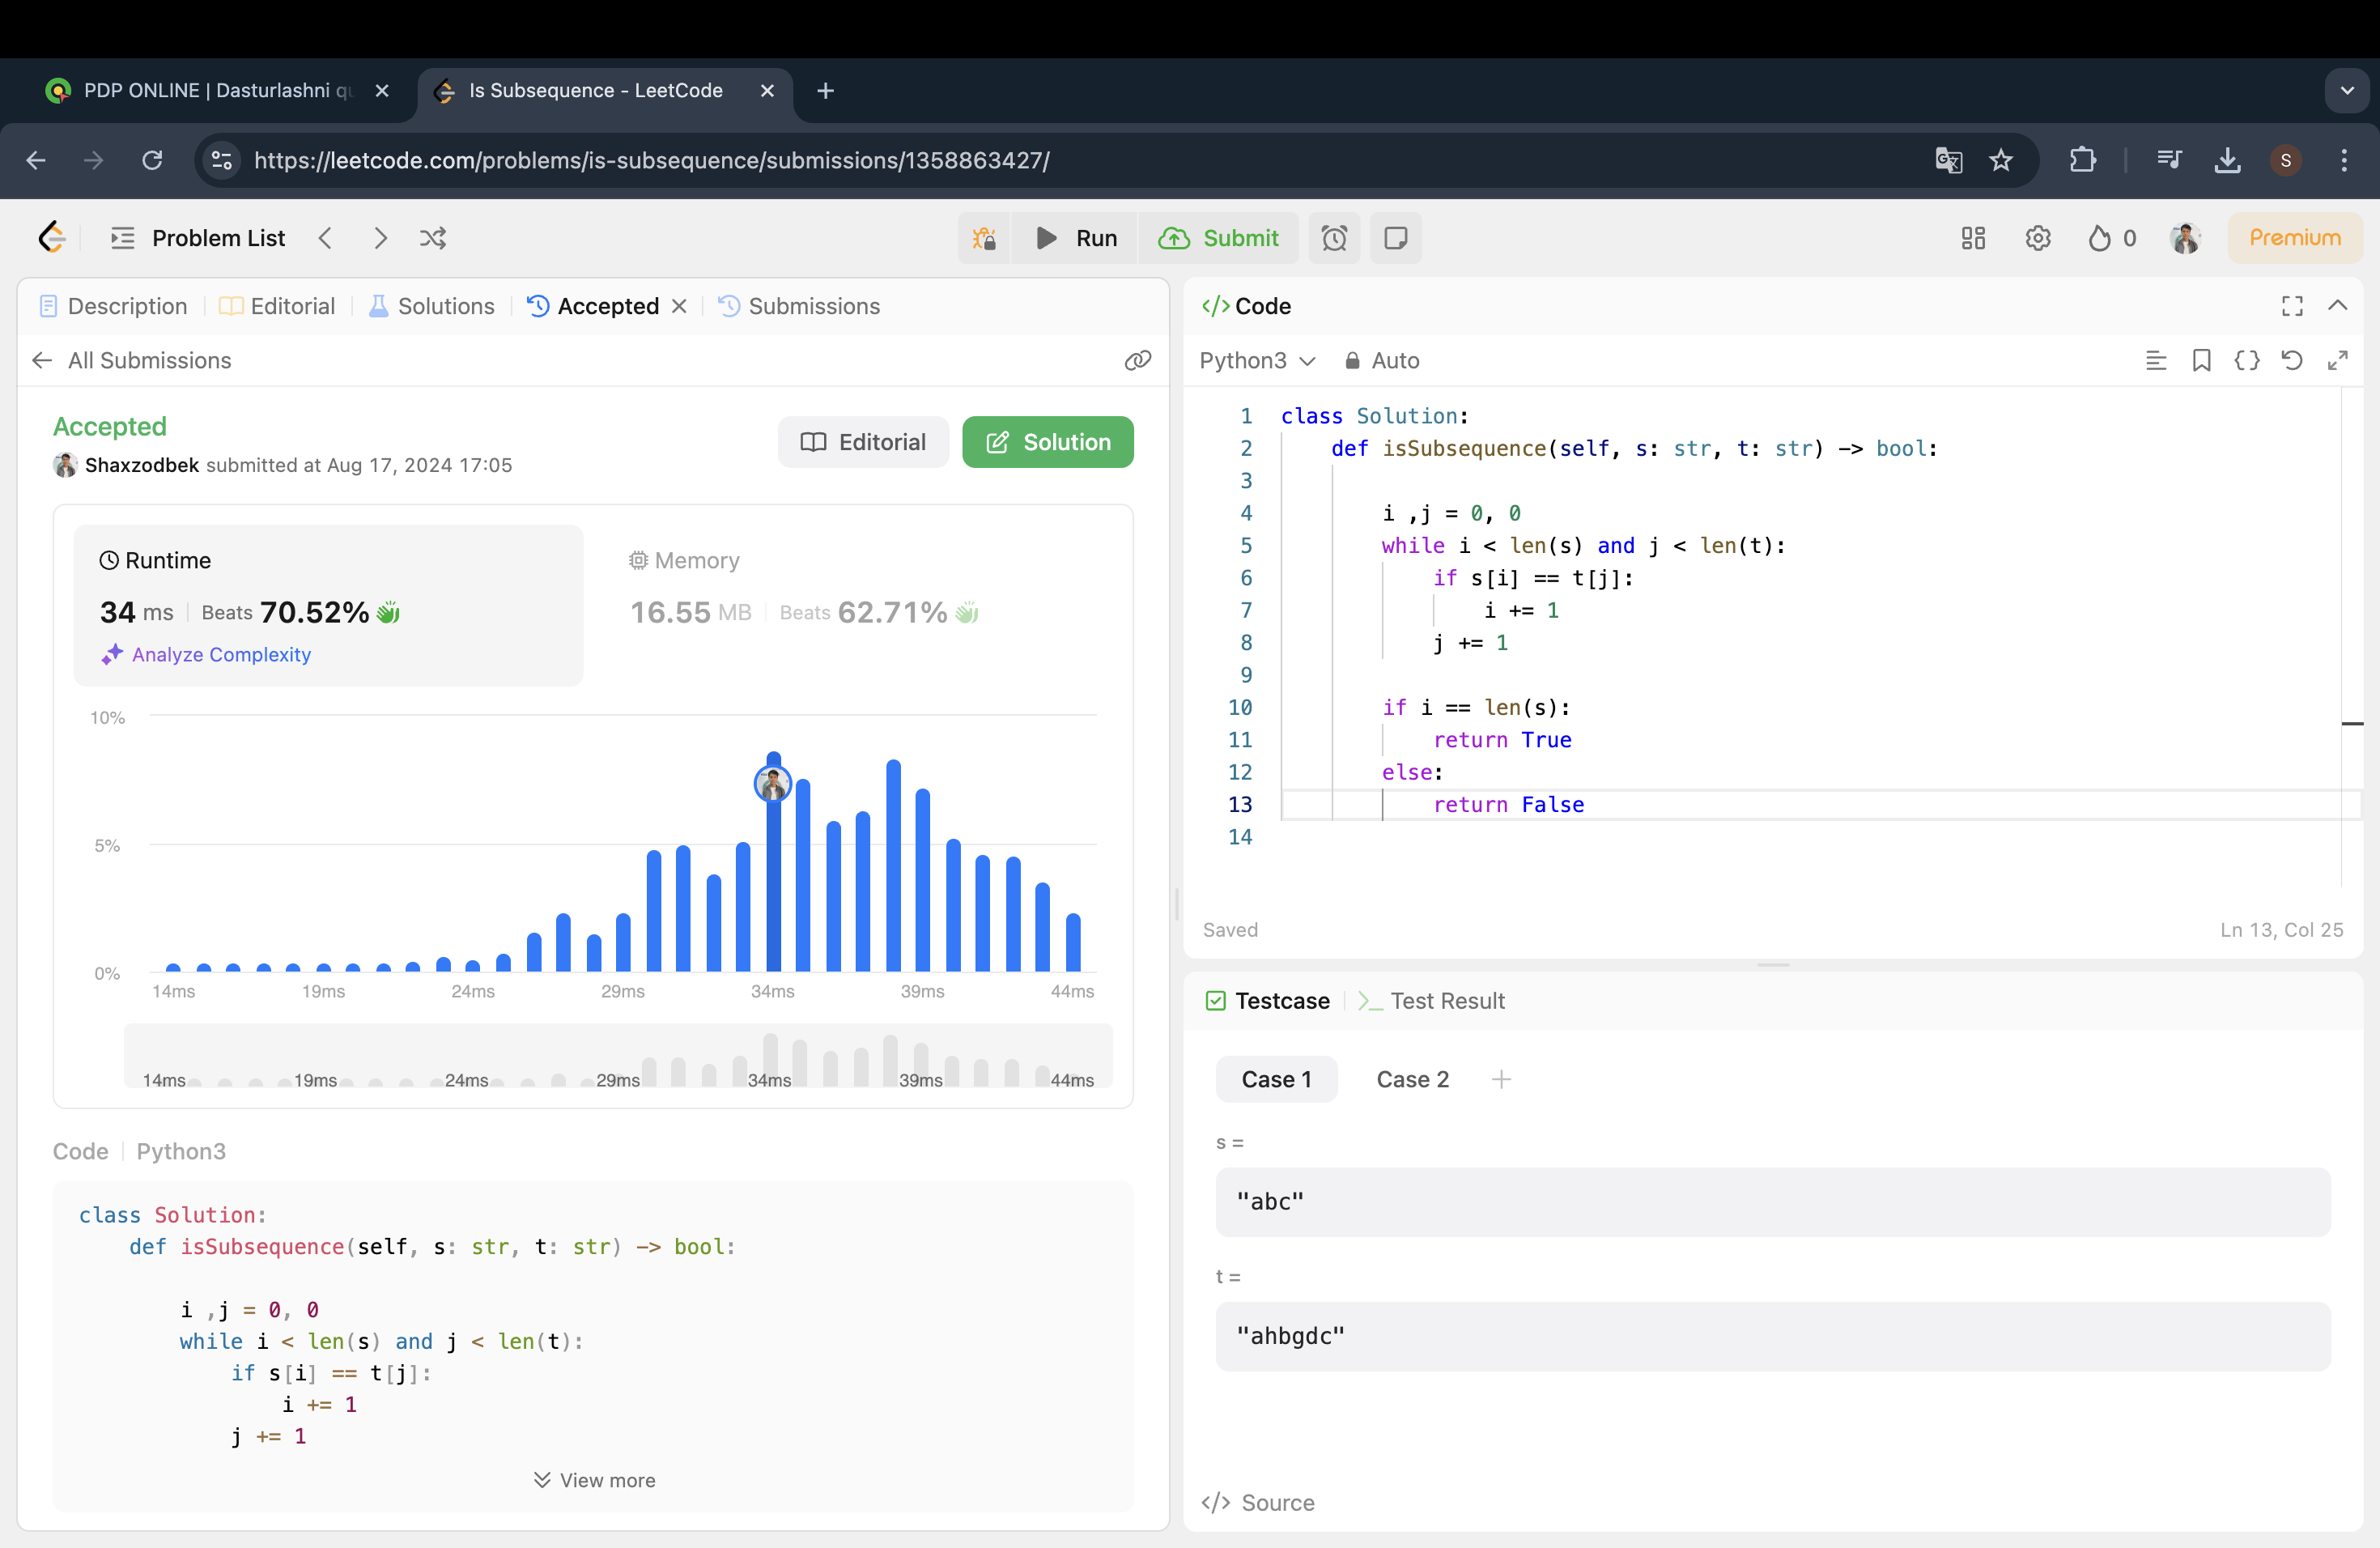 PDP ONLINE | Dasturlashni qu
Is Subsequence - LeetCode
https://leetcode.com/problems/is-subsequence/submissions/1358863427/
S
Problem List
Run
Submit
0
Premium
Description
Editorial
Solutions
Accepted
Submissions
All Submissions
Accepted
Editorial
Solution
Shaxzodbek submitted at Aug 17, 2024 17:05
Runtime
34 ms
Beats 70.52%
Analyze Complexity
Memory
16.55 MB
Beats 62.71%
10%
5%
0%
14ms 19ms 24ms 29ms 34ms 39ms 44ms
14ms 19ms 24ms 29ms 34ms 39ms 44ms
Code
Python3
class Solution:
    def isSubsequence(self, s: str, t: str) -> bool:
        i ,j = 0, 0
        while i < len(s) and j < len(t):
            if s[i] == t[j]:
                i += 1
            j += 1
View more
Code
Python3
Auto
1 class Solution:
2     def isSubsequence(self, s: str, t: str) -> bool:
3
4         i ,j = 0, 0
5         while i < len(s) and j < len(t):
6             if s[i] == t[j]:
7                 i += 1
8             j += 1
9
10         if i == len(s):
11             return True
12         else:
13             return False
14
Saved
Ln 13, Col 25
Testcase
Test Result
Case 1
Case 2
s =
"abc"
t =
"ahbgdc"
Source